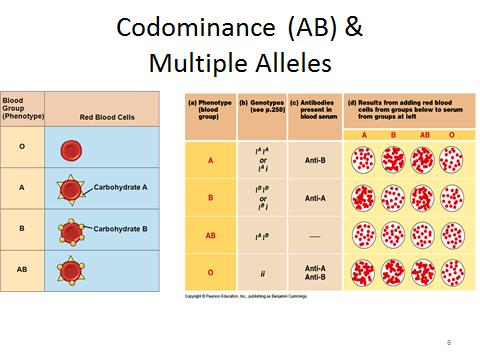 Codominance (AB) &
Multiple Alleles
Blood
Group
(Phenotype)
Red Blood Cells
O
A
Carbohydrate A
B
Carbohydrate B
AB
(a) Phenotype
(blood
group)
(b) Genotypes
(see p.258)
(c) Antibodies
present in
blood serum
(d) Results from adding red blood
cells from groups below to serum
from groups at left
A B AB O
A
I^A I^A
or
I^A i
Anti-B
B
I^B I^B
or
I^B i
Anti-A
AB
I^A I^B
—
O
ii
Anti-A
Anti-B
Copyright © Pearson Education, Inc., publishing as Benjamin Cummings.
6